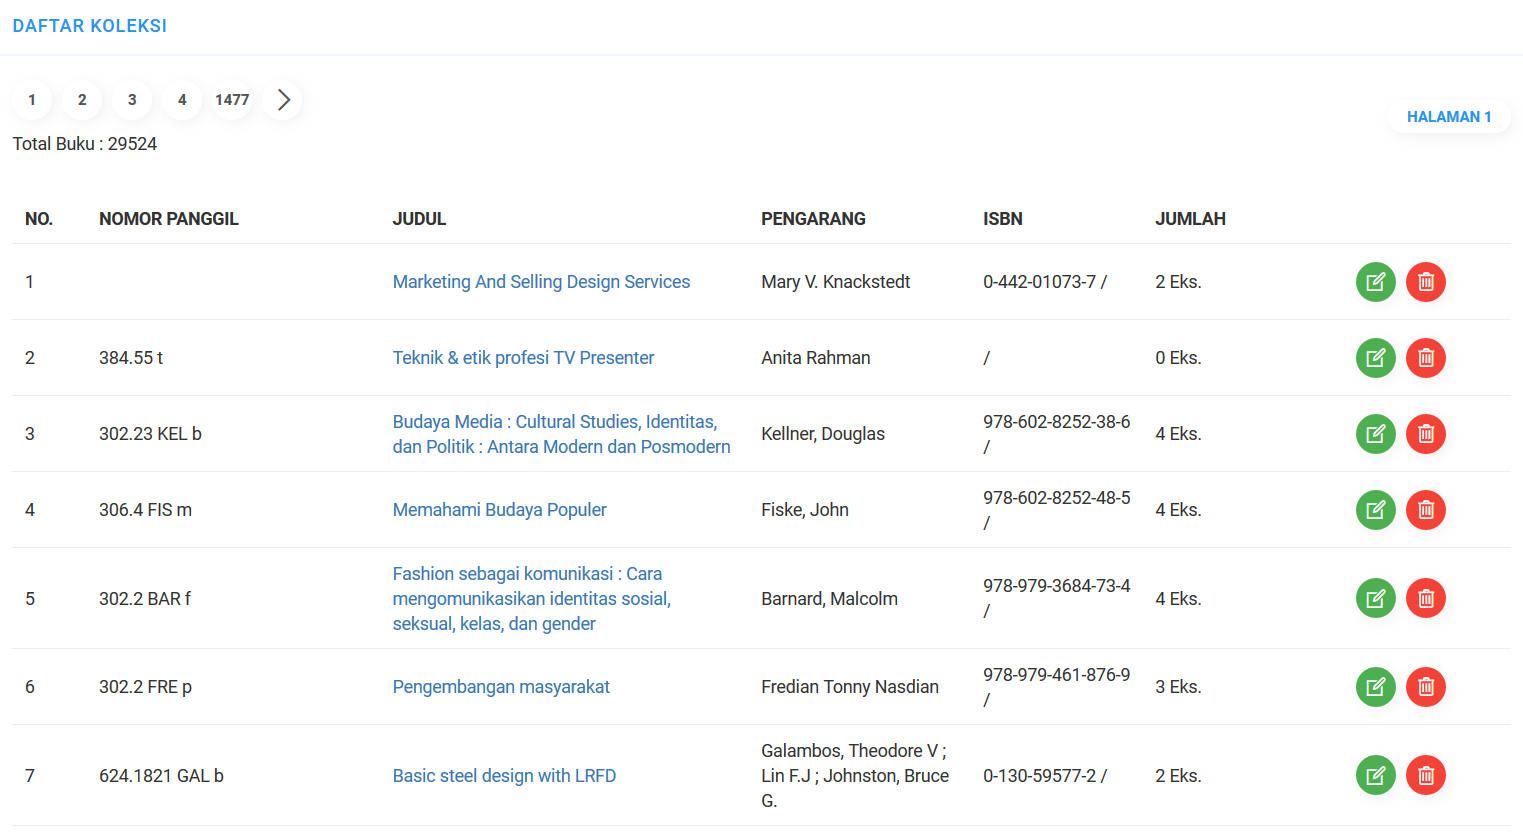 DAFTAR KOLEKSI
1 2 3 4 1477
HALAMAN 1
Total Buku : 29524
NO. NOMOR PANGGIL JUDUL PENGARANG ISBN JUMLAH
1 Marketing And Selling Design Services Mary V. Knackstedt 0-442-01073-7 / 2 Eks.
2 384.55 t Teknik & etik profesi TV Presenter Anita Rahman / 0 Eks.
3 302.23 KEL b
Budaya Media : Cultural Studies, Identitas,
dan Politik : Antara Modern dan Posmodern
Kellner, Douglas
978-602-8252-38-6
/
4 Eks.
4 306.4 FIS m Memahami Budaya Populer Fiske, John
978-602-8252-48-5
/
4 Eks.
5 302.2 BAR f
Fashion sebagai komunikasi : Cara
mengomunikasikan identitas sosial,
seksual, kelas, dan gender
Barnard, Malcolm
978-979-3684-73-4
/
4 Eks.
6 302.2 FRE p Pengembangan masyarakat Fredian Tonny Nasdian
978-979-461-876-9
/
3 Eks.
7 624.1821 GAL b Basic steel design with LRFD
Galambos, Theodore V ;
Lin F.J ; Johnston, Bruce
G.
0-130-59577-2 / 2 Eks.